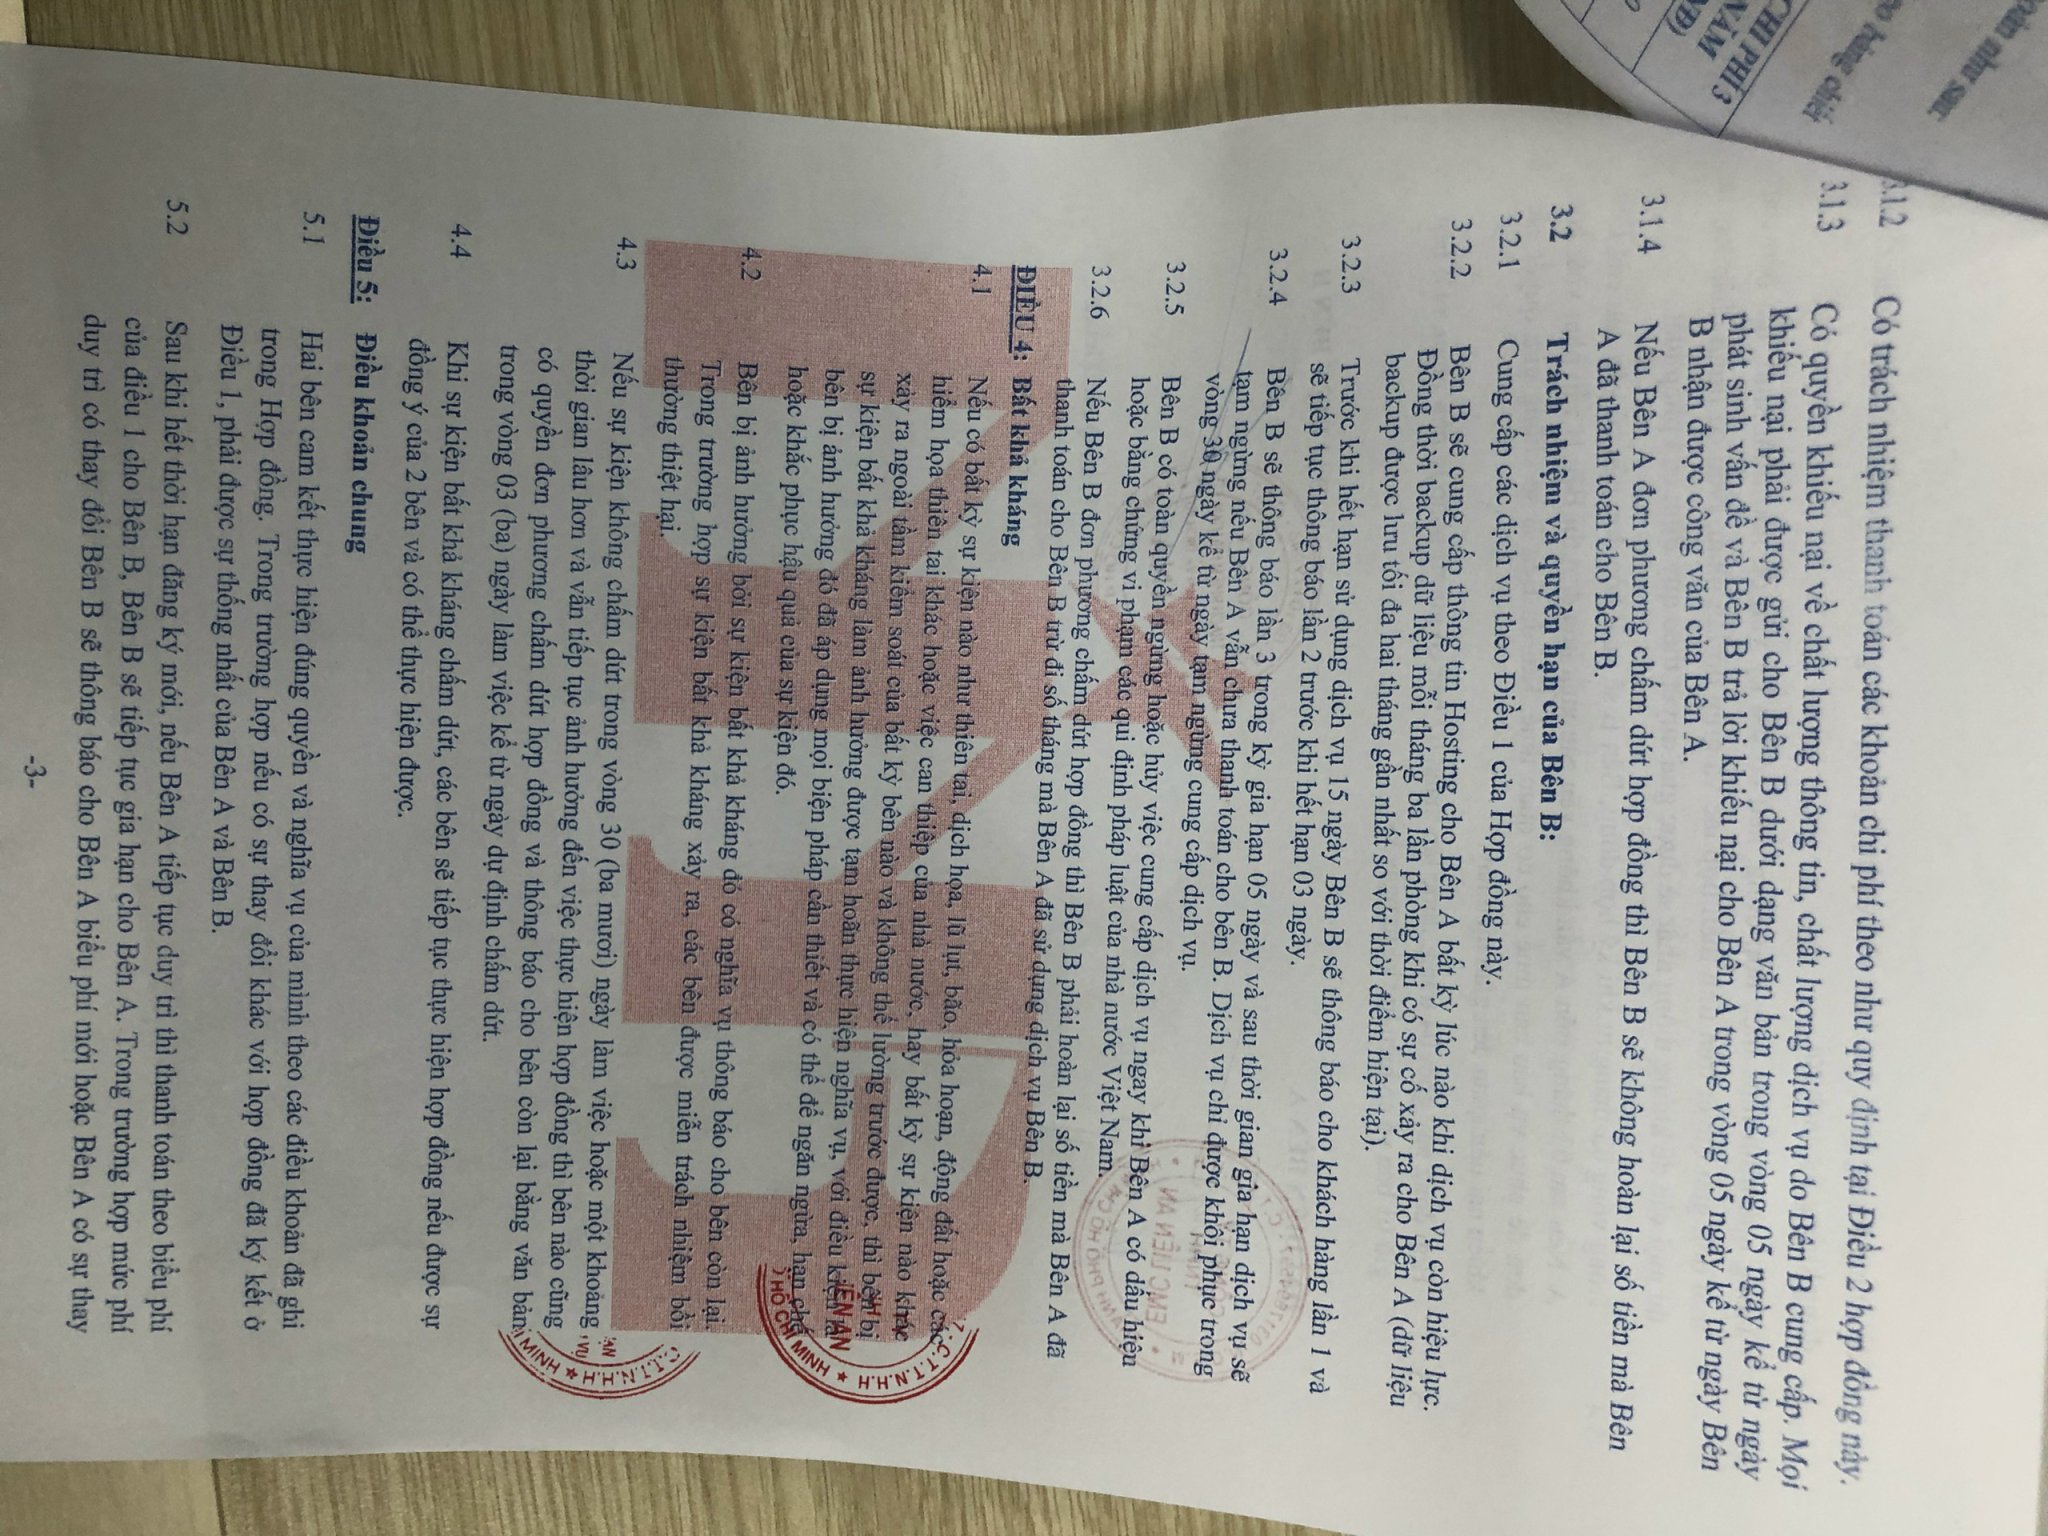 3.1.2 Có trách nhiệm thanh toán các khoản chi phí theo như quy định tại Điều 2 hợp đồng này.
3.1.3 Có quyền khiếu nại về chất lượng thông tin, chất lượng dịch vụ do Bên B cung cấp. Mọi
khiếu nại phải được gửi cho Bên B dưới dạng văn bản trong vòng 05 ngày kể từ ngày
phát sinh vấn đề và Bên B trả lời khiếu nại cho Bên A trong vòng 05 ngày kể từ ngày Bên
B nhận được công văn của Bên A.
3.1.4 Nếu Bên A đơn phương chấm dứt hợp đồng thì Bên B sẽ không hoàn lại số tiền mà Bên
A đã thanh toán cho Bên B.
3.2 Trách nhiệm và quyền hạn của Bên B:
3.2.1 Cung cấp các dịch vụ theo Điều 1 của Hợp đồng này.
3.2.2 Bên B sẽ cung cấp thông tin Hosting cho Bên A bất kỳ lúc nào khi dịch vụ còn hiệu lực.
Đồng thời backup dữ liệu mỗi tháng ba lần phòng khi có sự cố xảy ra cho Bên A (dữ liệu
backup được lưu tối đa hai tháng gần nhất so với thời điểm hiện tại).
3.2.3 Trước khi hết hạn sử dụng dịch vụ 15 ngày Bên B sẽ thông báo cho khách hàng lần 1 và
sẽ tiếp tục thông báo lần 2 trước khi hết hạn 03 ngày.
3.2.4 Bên B sẽ thông báo lần 3 trong kỳ gia hạn 05 ngày và sau thời gian gia hạn dịch vụ sẽ
tạm ngừng nếu Bên A vẫn chưa thanh toán cho bên B. Dịch vụ chỉ được khôi phục trong
vòng 30 ngày kể từ ngày tạm ngừng cung cấp dịch vụ.
3.2.5 Bên B có toàn quyền ngừng hoặc hủy việc cung cấp dịch vụ ngay khi Bên A có dấu hiệu
hoặc bằng chứng vi phạm các qui định pháp luật của nhà nước Việt Nam.
3.2.6 Nếu Bên B đơn phương chấm dứt hợp đồng thì Bên B phải hoàn lại số tiền mà Bên A đã
thanh toán cho Bên B trừ đi số tháng mà Bên A đã sử dụng dịch vụ Bên B.
ĐIỀU 4: Bất khả kháng
4.1 Nếu có bất kỳ sự kiện nào như thiên tai, dịch họa, lũ lụt, bão, hỏa hoạn, động đất hoặc các
hiểm họa thiên tai khác hoặc việc can thiệp của nhà nước, hay bất kỳ sự kiện nào khác
xảy ra ngoài tầm kiểm soát của bất kỳ bên nào và không thể lường trước được, thì bên bị
sự kiện bất khả kháng làm ảnh hưởng được tạm hoãn thực hiện nghĩa vụ, với điều kiện là
bên bị ảnh hưởng đó đã áp dụng mọi biện pháp cần thiết và có thể để ngăn ngừa, hạn chế
hoặc khắc phục hậu quả của sự kiện đó.
4.2 Bên bị ảnh hưởng bởi sự kiện bất khả kháng đó có nghĩa vụ thông báo cho bên còn lại.
Trong trường hợp sự kiện bất khả kháng xảy ra, các bên được miễn trách nhiệm bồi
thường thiệt hại.
4.3 Nếu sự kiện không chấm dứt trong vòng 30 (ba mươi) ngày làm việc hoặc một khoảng
thời gian lâu hơn và vẫn tiếp tục ảnh hưởng đến việc thực hiện hợp đồng thì bên nào cũng
có quyền đơn phương chấm dứt hợp đồng và thông báo cho bên còn lại bằng văn bản
trong vòng 03 (ba) ngày làm việc kể từ ngày dự định chấm dứt.
4.4 Khi sự kiện bất khả kháng chấm dứt, các bên sẽ tiếp tục thực hiện hợp đồng nếu được sự
đồng ý của 2 bên và có thể thực hiện được.
Điều 5: Điều khoản chung
5.1 Hai bên cam kết thực hiện đúng quyền và nghĩa vụ của mình theo các điều khoản đã ghi
trong Hợp đồng. Trong trường hợp nếu có sự thay đổi khác với hợp đồng đã ký kết ở
Điều 1, phải được sự thống nhất của Bên A và Bên B.
5.2 Sau khi hết thời hạn đăng ký mới, nếu Bên A tiếp tục duy trì thì thanh toán theo biểu phí
của điều 1 cho Bên B, Bên B sẽ tiếp tục gia hạn cho Bên A. Trong trường hợp mức phí
duy trì có thay đổi Bên B sẽ thông báo cho Bên A biểu phí mới hoặc Bên A có sự thay
-3-
CHI PHÍ 3
NĂM
T.N.H.H
HỒ CHÍ MINH
C.T.T.N.H.H
MINH